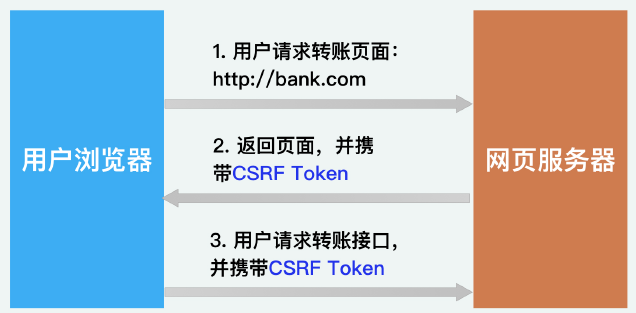 用户浏览器
1. 用户请求转账页面：
http://bank.com
2. 返回页面，并携
带CSRF Token
3. 用户请求转账接口，
并携带CSRF Token
网页服务器